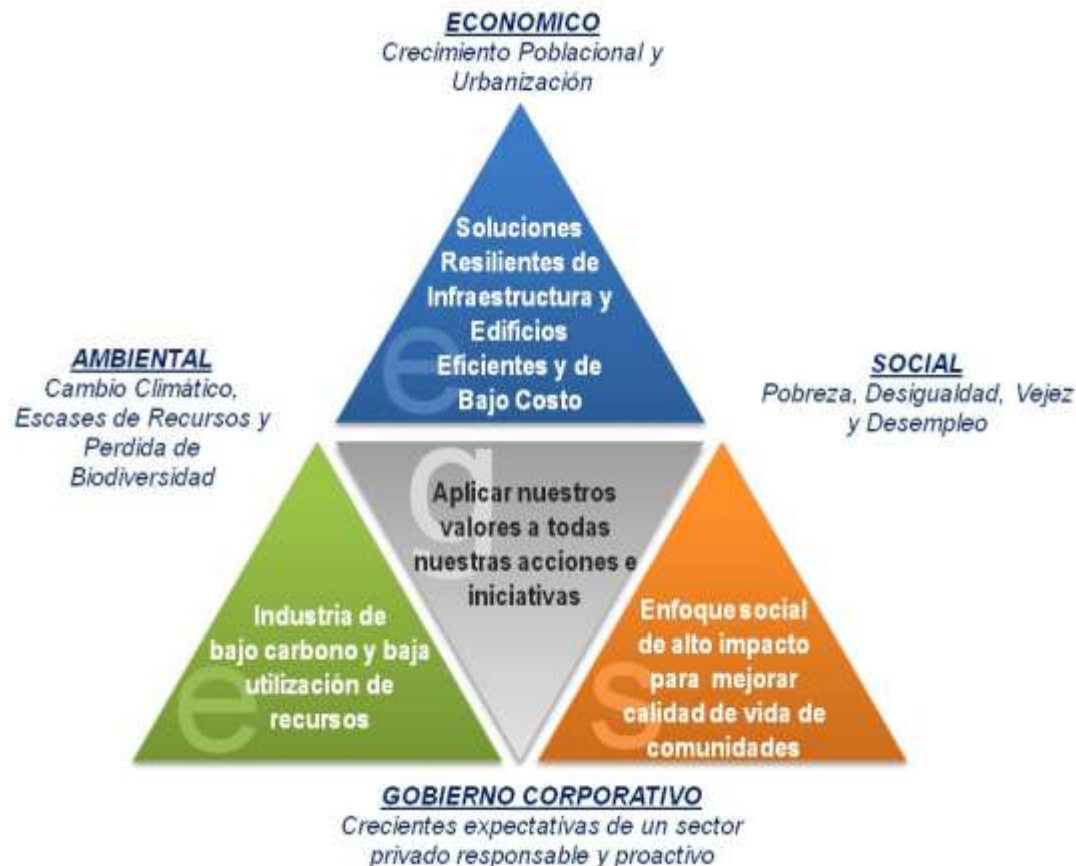 ECONOMICO
Crecimiento Poblacional y
Urbanización
Soluciones
Resilientes de
Infraestructura y
Edificios
Eficientes y de
Bajo Costo
e
AMBIENTAL
Cambio Climático,
Escases de Recursos y
Perdida de
Biodiversidad
SOCIAL
Pobreza, Desigualdad, Vejez
y Desempleo
g
Aplicar nuestros
valores a todas
nuestras acciones e
iniciativas
Industria de
bajo carbono y baja
utilización de
recursos
e
Enfoque social
de alto impacto
para mejorar
calidad de vida de
comunidades
s
GOBIERNO CORPORATIVO
Crecientes expectativas de un sector
privado responsable y proactivo